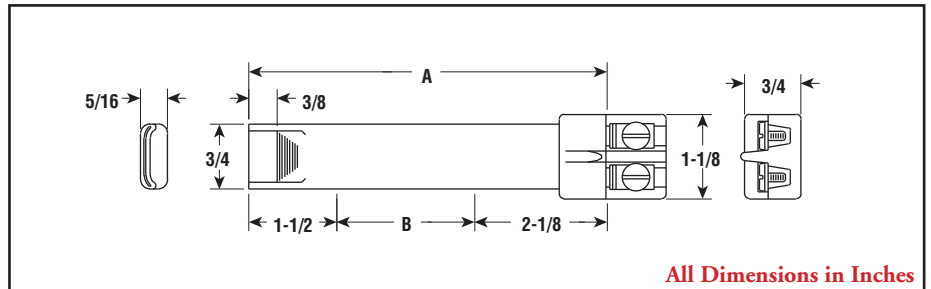 A
5/16
3/8
3/4
3/4
1-1/8
1-1/2
B
2-1/8
All Dimensions in Inches